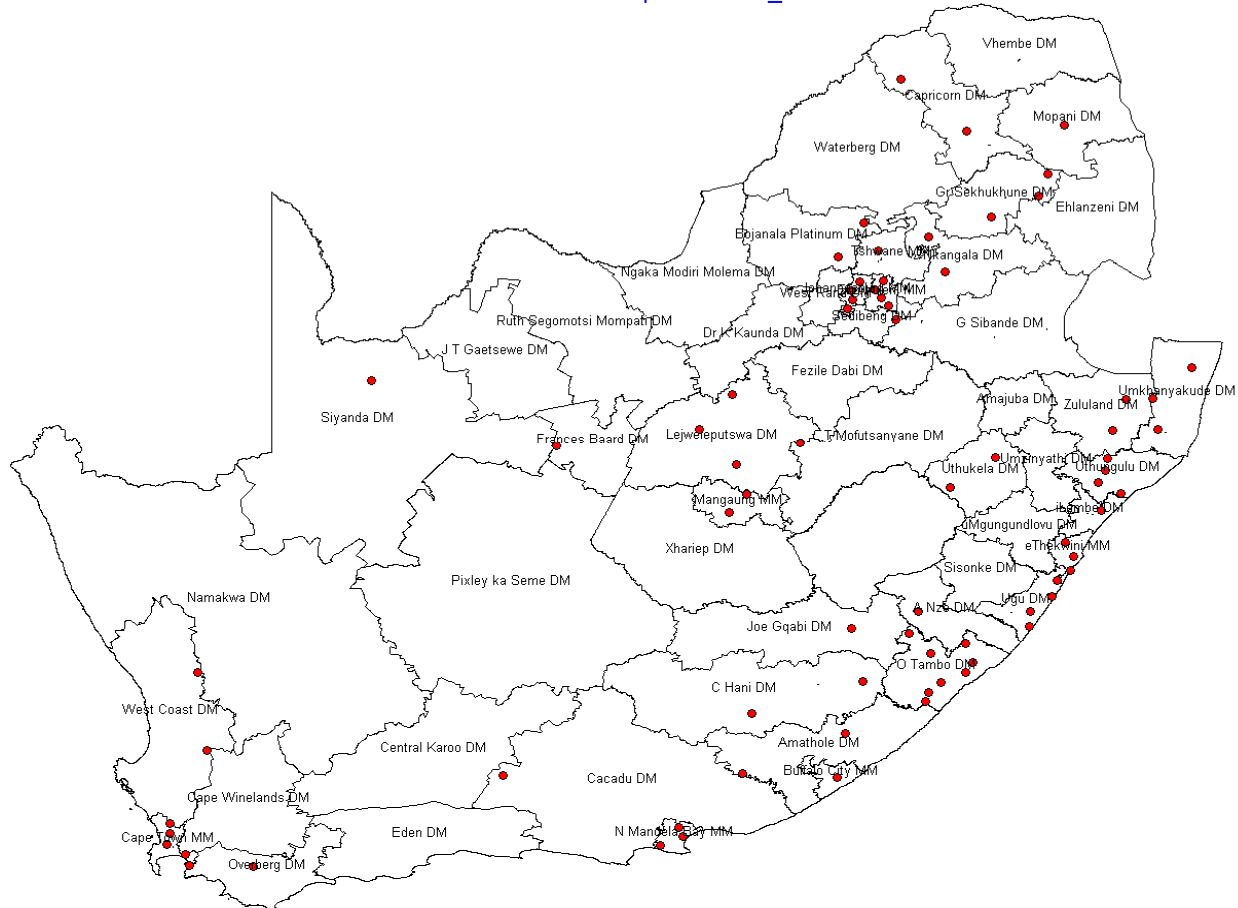 Vhembe DM
Capricorn DM
Mopani DM
Waterberg DM
Gr Sekhukhune DM
Ehlanzeni DM
Bojanala Platinum DM
Tshwane
Nkangala DM
Ngaka Modiri Molema DM
West Rand
MM
Sedibeng DM
G Sibande DM
Ruth Segomotsi Mompati DM
Dr K Kaunda DM
J T Gaetsewe DM
Fezile Dabi DM
Umkhanyakude DM
Amajuba DM
Zululand DM
Siyanda DM
Frances Baard DM
Lejweleputswa DM
T Mofutsanyane DM
Umzinyathi DM
Uthukela DM
Uthungulu DM
Mangaung MM
iLembe DM
uMgungundlovu DM
eThekwini MM
Xhariep DM
Sisonke DM
Pixley ka Seme DM
Namakwa DM
Ugu DM
A Nzo DM
Joe Gqabi DM
O Tambo DM
C Hani DM
West Coast DM
Central Karoo DM
Amathole DM
Buffalo City MM
Cacadu DM
Cape Winelands DM
Eden DM
N Mandela Bay MM
Cape Town MM
Overberg DM